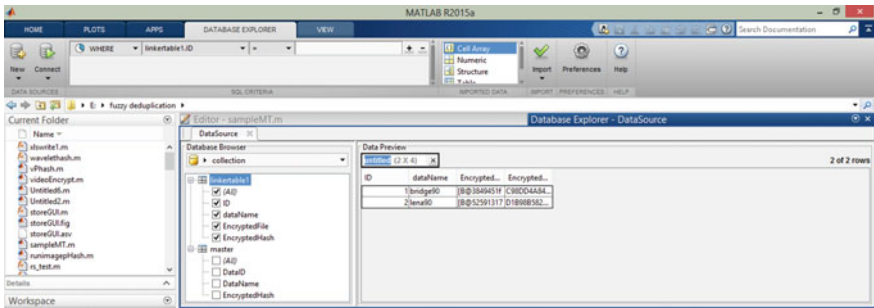 MATLAB R2015a
HOME PLOTS APPS DATABASE EXPLORER VIEW Search Documentation
New Connect WHERE linkertable1.ID = + - Cell Array Numeric Structure Table Import Preferences Help
DATA SOURCES SQL CRITERIA IMPORTED DATA IMPORT PREFERENCES HELP
E: fuzzy deduplication
Current Folder Editor - sampleMT.m Database Explorer - DataSource
Name DataSource
xlswrite1.m Database Browser Data Preview
wavelethash.m collection untitled (2 X 4) 2 of 2 rows
vPhash.m
videoEncrypt.m linkertable1 ID dataName Encrypted... Encrypted...
Untitled6.m (All) 1 bridge90 [B@3849451f C98DD4A84...
Untitled2.m ID 2 lena90 [B@52591317 D1B98B582...
storeGUI.m dataName
storeGUI.fig EncryptedFile
storeGUI.asv EncryptedHash
sampleMT.m master
runimagepHash.m (All)
rs_test.m DataID
Details DataName
Workspace EncryptedHash